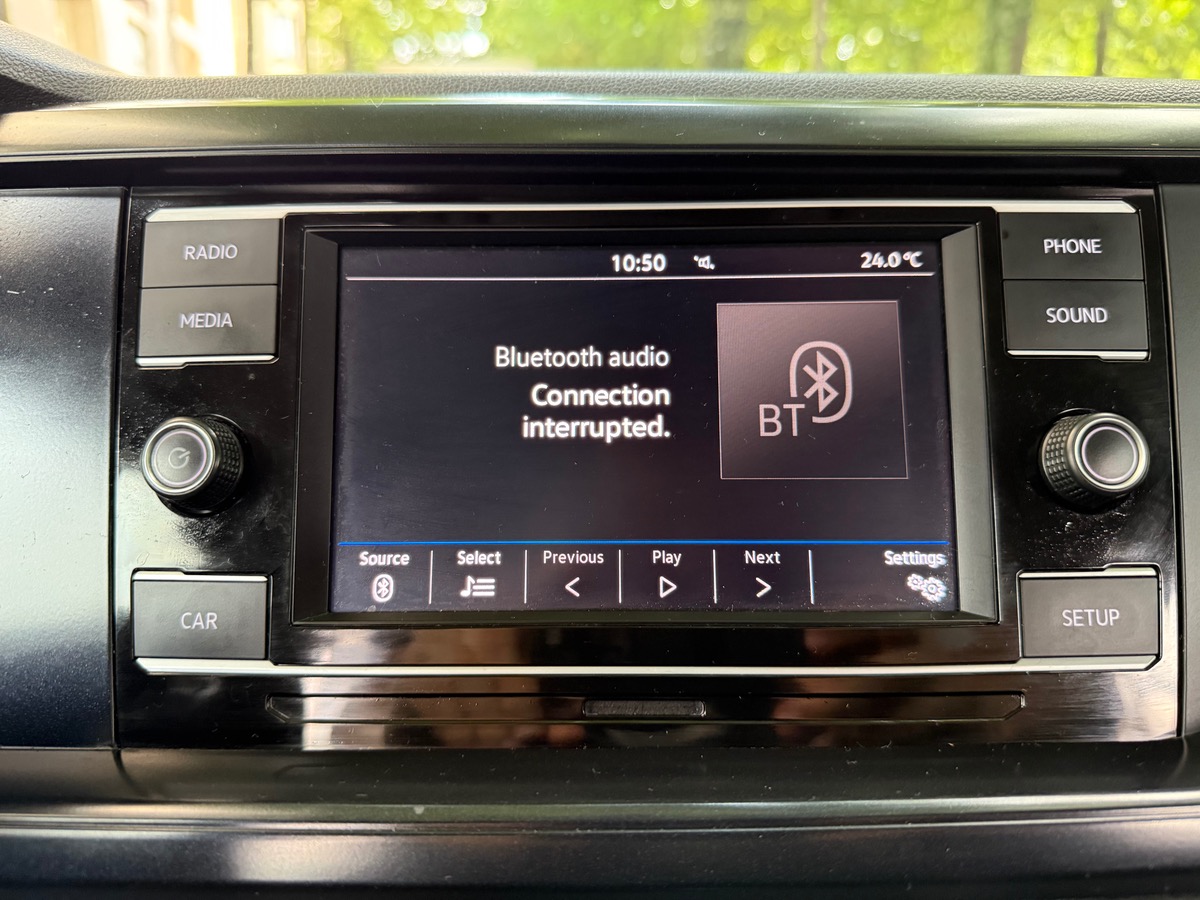 RADIO
MEDIA
CAR
10:50
24.0°C
Bluetooth audio
Connection
interrupted.
BT
Source
Select
Previous
Play
Next
Settings
PHONE
SOUND
SETUP